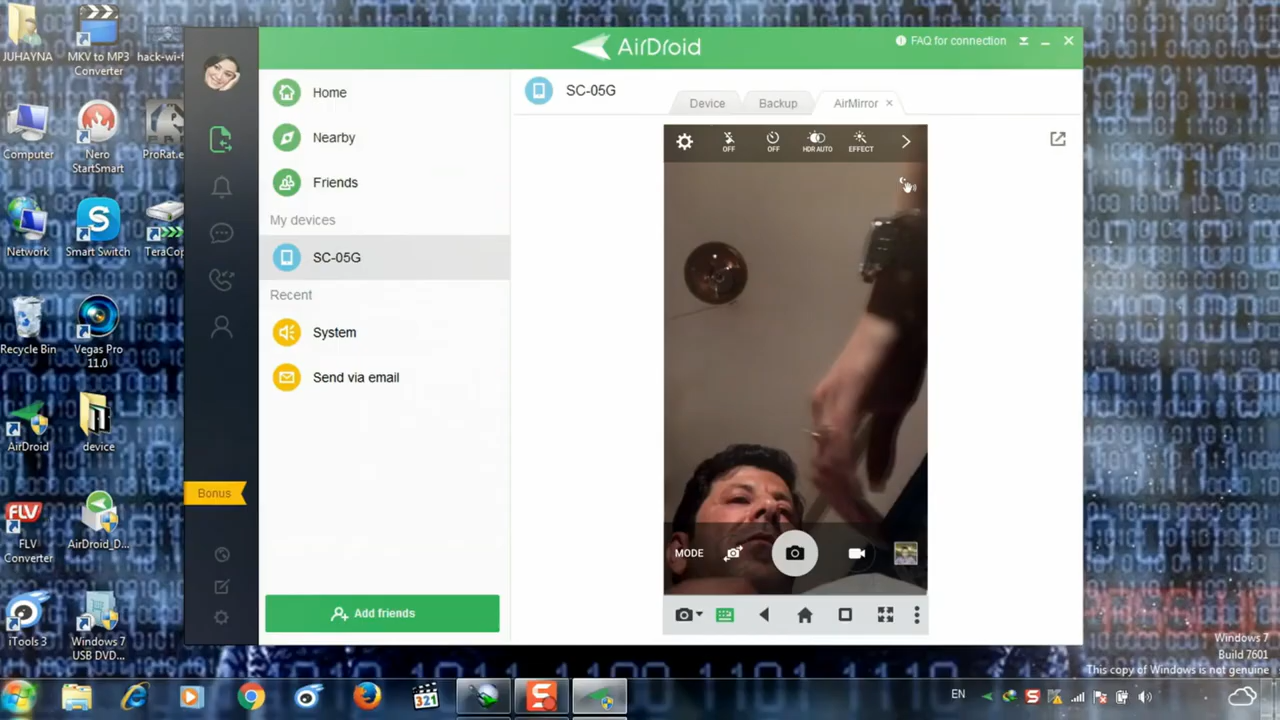 JUHAYNA
MKV to MP3
Converter
Computer
Nero
StartSmart
Network
Smart Switch
TeraCop
Recycle Bin
Vegas Pro
11.0
AirDroid
device
FLV
FLV
Converter
AirDroid_D...
iTools 3
Windows 7
USB DVD...
AirDroid
FAQ for connection
Bonus
Home
Nearby
Friends
My devices
SC-05G
Recent
System
Send via email
Add friends
SC-05G
Device
Backup
AirMirror
OFF
OFF
HDR AUTO
EFFECT
MODE
Windows 7
Build 7601
This copy of Windows is not genuine
321
EN